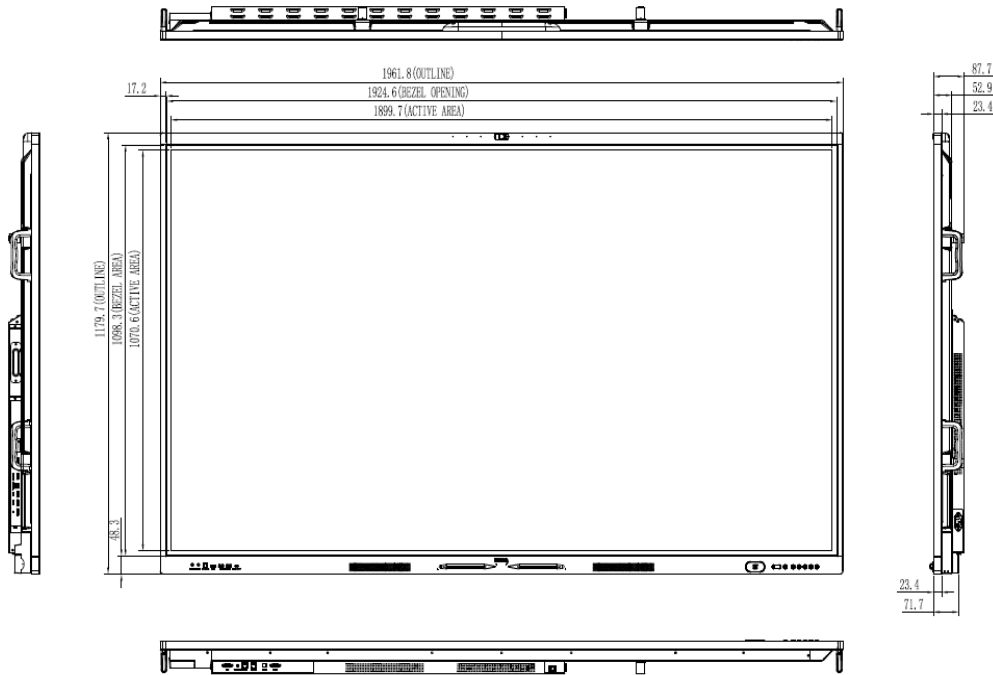 1961.8(OUTLINE)
17.2
1924.6(BEZEL OPENING)
1899.7(ACTIVE AREA)
87.7
52.9
23.4
1179.7(OUTLINE)
1098.3(BEZEL AREA)
1070.6(ACTIVE AREA)
48.3
23.4
71.7